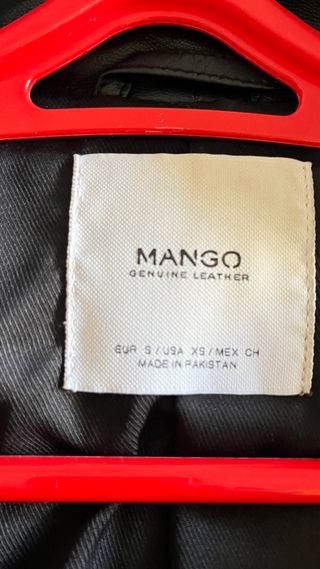 MANGO
GENUINE LEATHER
EUR S / USA XS / MEX CH
MADE IN PAKISTAN